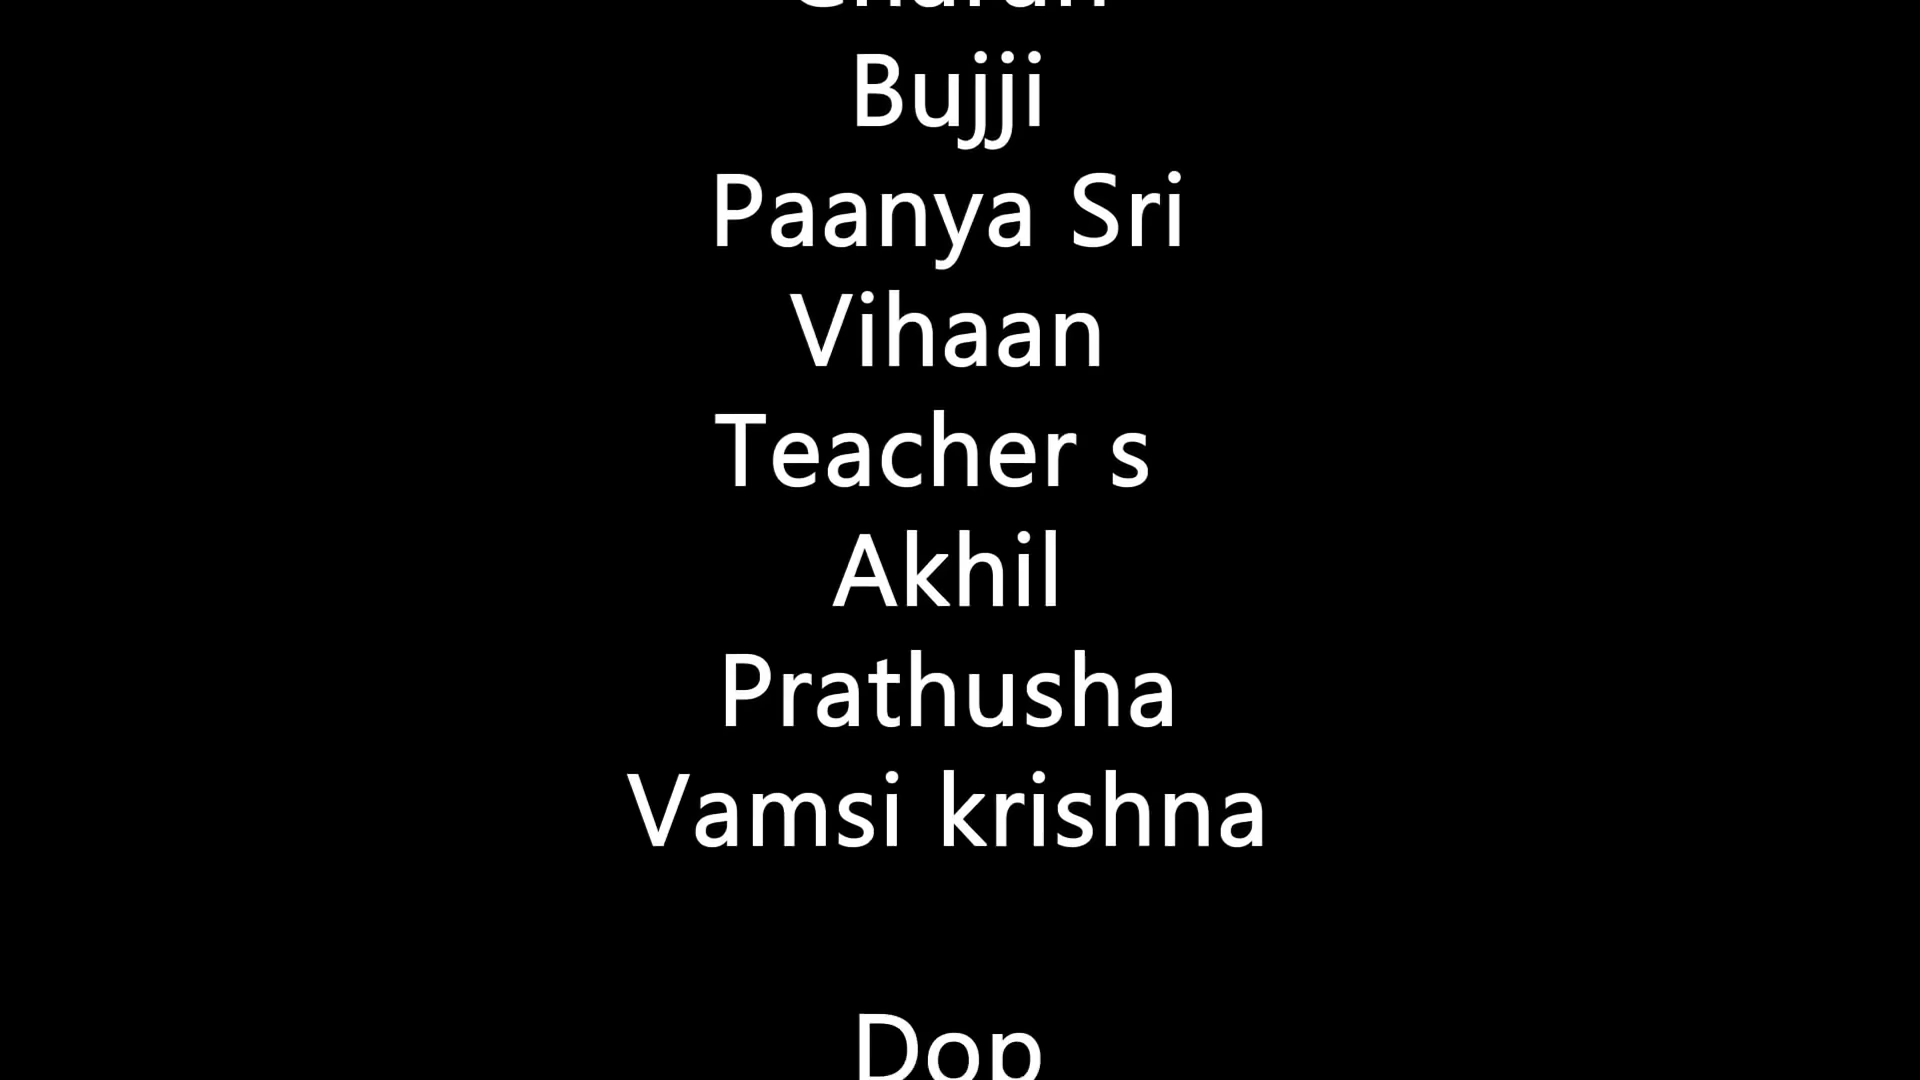 Bujji
Paanya Sri
Vihaan
Teacher s
Akhil
Prathusha
Vamsi krishna
Dop